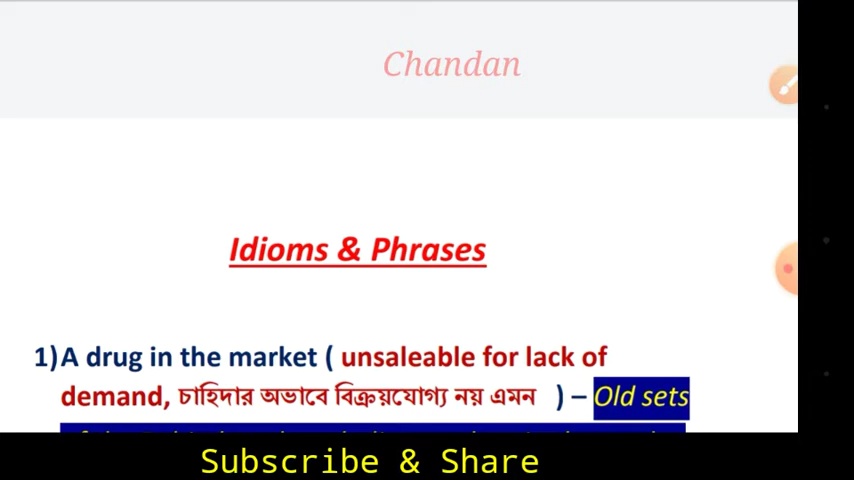 Chandan
Idioms & Phrases
1) A drug in the market ( unsaleable for lack of
demand, চাহিদার অভাবে বিক্রয়যোগ্য নয় এমন ) – Old sets
Subscribe & Share